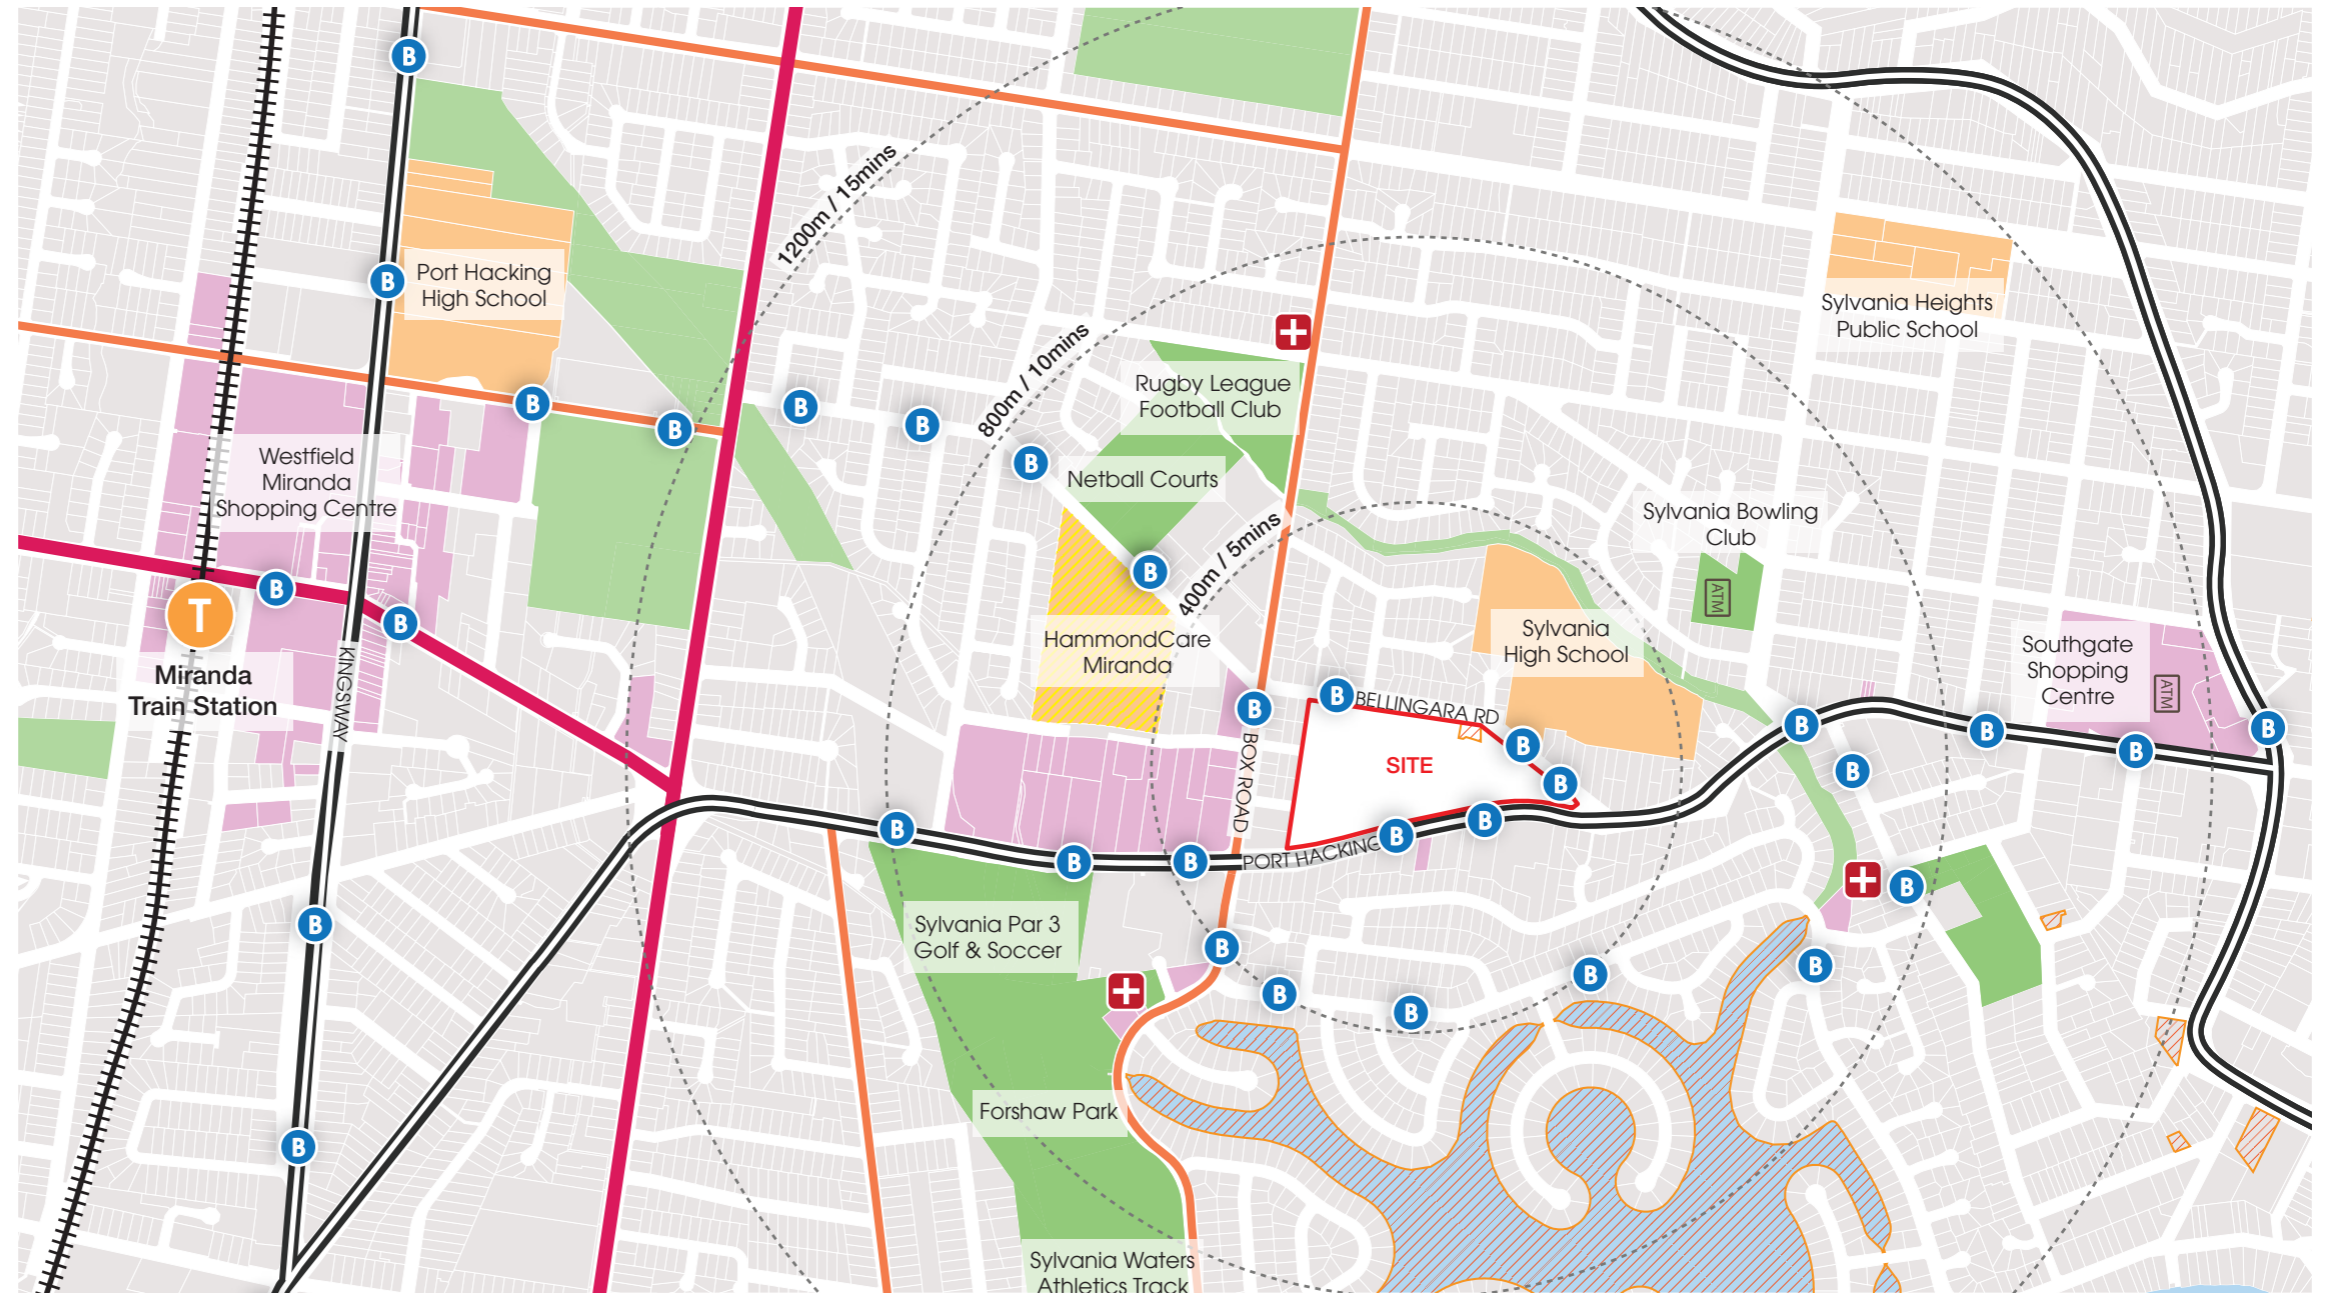 B
1200m / 15mins
B
Port Hacking
High School
Sylvania Heights
Public School
800m / 10mins
Rugby League
Football Club
B
B
B
B
B
Netball Courts
Westfield
Miranda
Shopping Centre
400m / 5mins
Sylvania Bowling
Club
B
ATM
B
T
B
HammondCare
Miranda
Sylvania
High School
Southgate
Shopping
Centre
ATM
Miranda
Train Station
KINGSWAY
B
B
BELLINGARA RD
B
B
B
B
B
B
SITE
B
B
BOX ROAD
B
B
B
B
B
PORT HACKING
B
B
Sylvania Par 3
Golf & Soccer
B
B
B
B
B
B
Forshaw Park
B
Sylvania Waters
Athletics Track